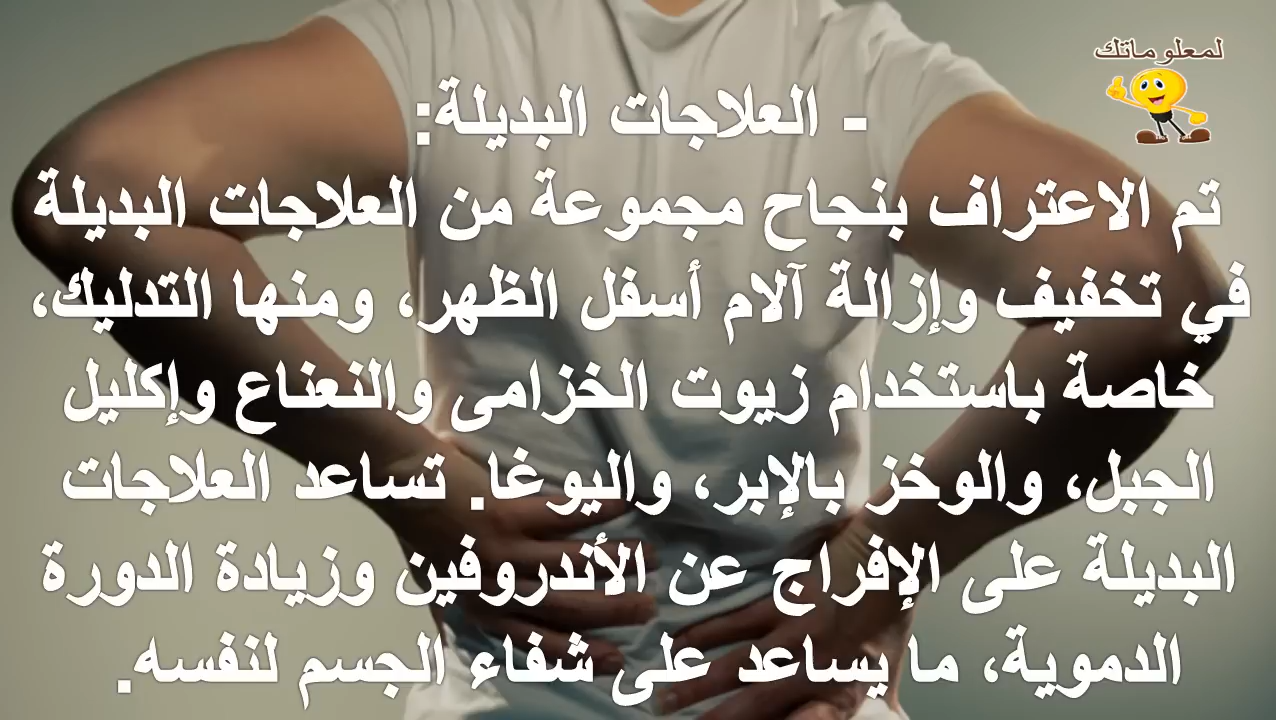 لمعلوماتك
- العلاجات البديلة:
تم الاعتراف بنجاح مجموعة من العلاجات البديلة
في تخفيف وإزالة آلام أسفل الظهر، ومنها التدليك،
خاصة باستخدام زيوت الخزامى والنعناع وإكليل
الجبل، والوخز بالإبر، واليوغا. تساعد العلاجات
البديلة على الإفراج عن الأندروفين وزيادة الدورة
الدموية، ما يساعد على شفاء الجسم لنفسه.